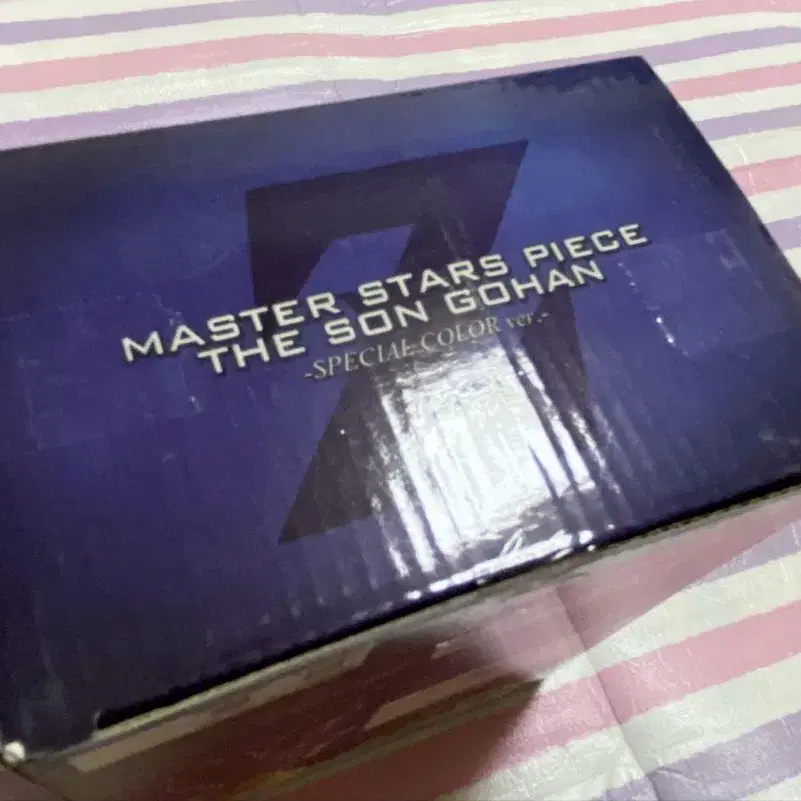 MASTER STARS PIECE
THE SON GOHAN
-SPECIAL COLOR ver.-